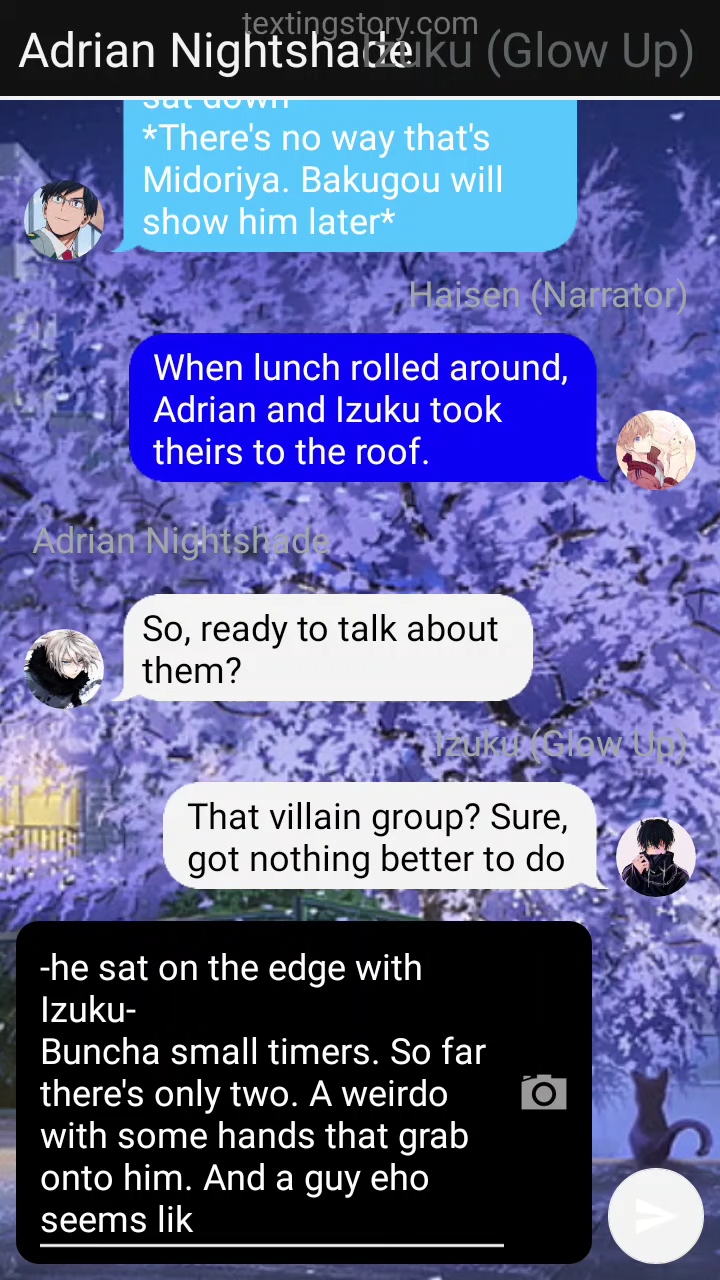 textingstory.com
Adrian Nightshade
Izuku (Glow Up)
sat down
*There's no way that's
Midoriya. Bakugou will
show him later*
Haisen (Narrator)
When lunch rolled around,
Adrian and Izuku took
theirs to the roof.
Adrian Nightshade
So, ready to talk about
them?
Izuku (Glow Up)
That villain group? Sure,
got nothing better to do
-he sat on the edge with
Izuku-
Buncha small timers. So far
there's only two. A weirdo
with some hands that grab
onto him. And a guy eho
seems lik